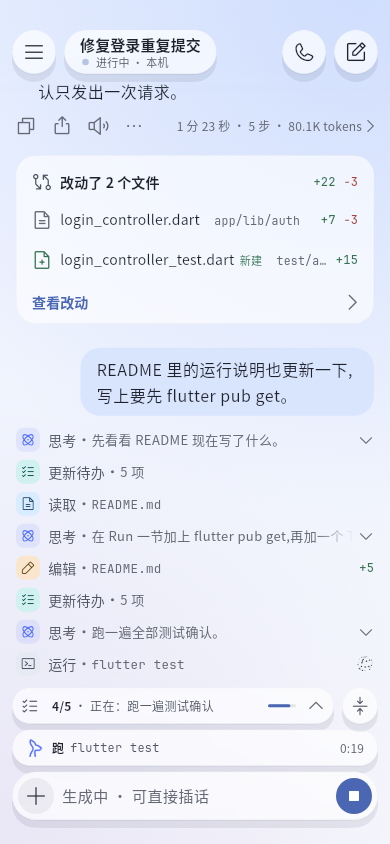 修复登录重复提交
进行中 · 本机
认只发出一次请求。
1 分 23 秒 · 5 步 · 80.1K tokens
改动了 2 个文件 +22 -3
login_controller.dart app/lib/auth +7 -3
login_controller_test.dart 新建 test/a… +15
查看改动
README 里的运行说明也更新一下,
写上要先 flutter pub get。
思考 · 先看看 README 现在写了什么。
更新待办 · 5 项
读取 · README.md
思考 · 在 Run 一节加上 flutter pub get,再加一个
编辑 · README.md +5
更新待办 · 5 项
思考 · 跑一遍全部测试确认。
运行 · flutter test
4/5 · 正在：跑一遍测试确认
跑 flutter test 0:19
生成中 · 可直接插话